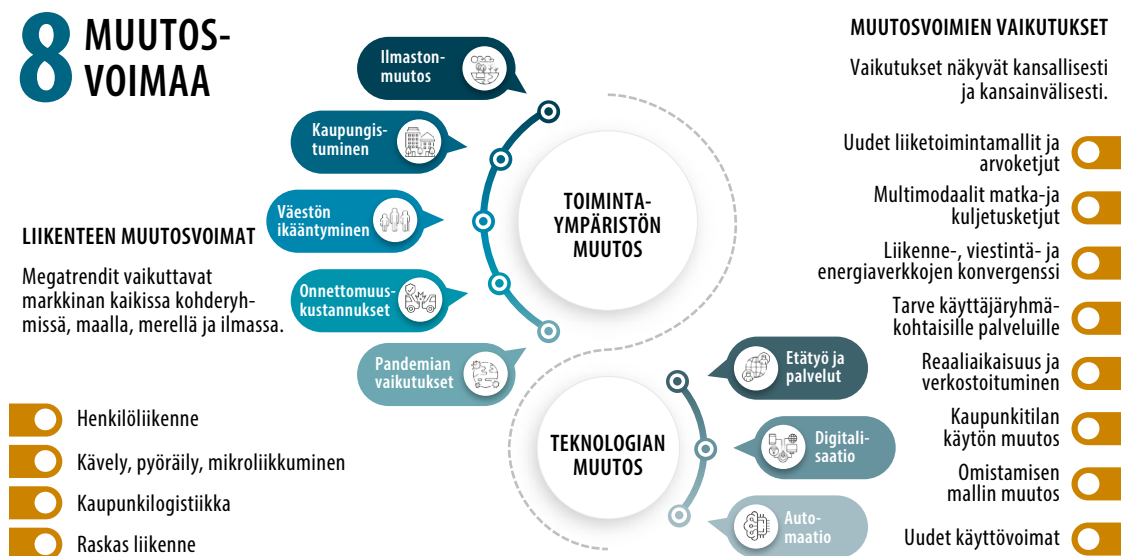 8 MUUTOS-
VOIMAA
LIIKENTEEN MUUTOSVOIMAT
Megatrendit vaikuttavat
markkinan kaikissa kohderyh-
missä, maalla, merellä ja ilmassa.
Henkilöliikenne
Kävely, pyöräily, mikroliikkuminen
Kaupunkilogistiikka
Raskas liikenne
Ilmaston-
muutos
Kaupungis-
tuminen
Väestön
ikääntyminen
Onnettomuus-
kustannukset
Pandemian
vaikutukset
TOIMINTA-
YMPÄRISTÖN
MUUTOS
TEKNOLOGIAN
MUUTOS
Etätyö ja
palvelut
Digitali-
saatio
Auto-
maatio
MUUTOSVOIMIEN VAIKUTUKSET
Vaikutukset näkyvät kansallisesti
ja kansainvälisesti.
Uudet liiketoimintamallit ja
arvoketjut
Multimodaalit matka-ja
kuljetusketjut
Liikenne-, viestintä- ja
energiaverkkojen konvergenssi
Tarve käyttäjäryhmä-
kohtaisille palveluille
Reaaliaikaisuus ja
verkostoituminen
Kaupunkitilan
käytön muutos
Omistamisen
mallin muutos
Uudet käyttövoimat